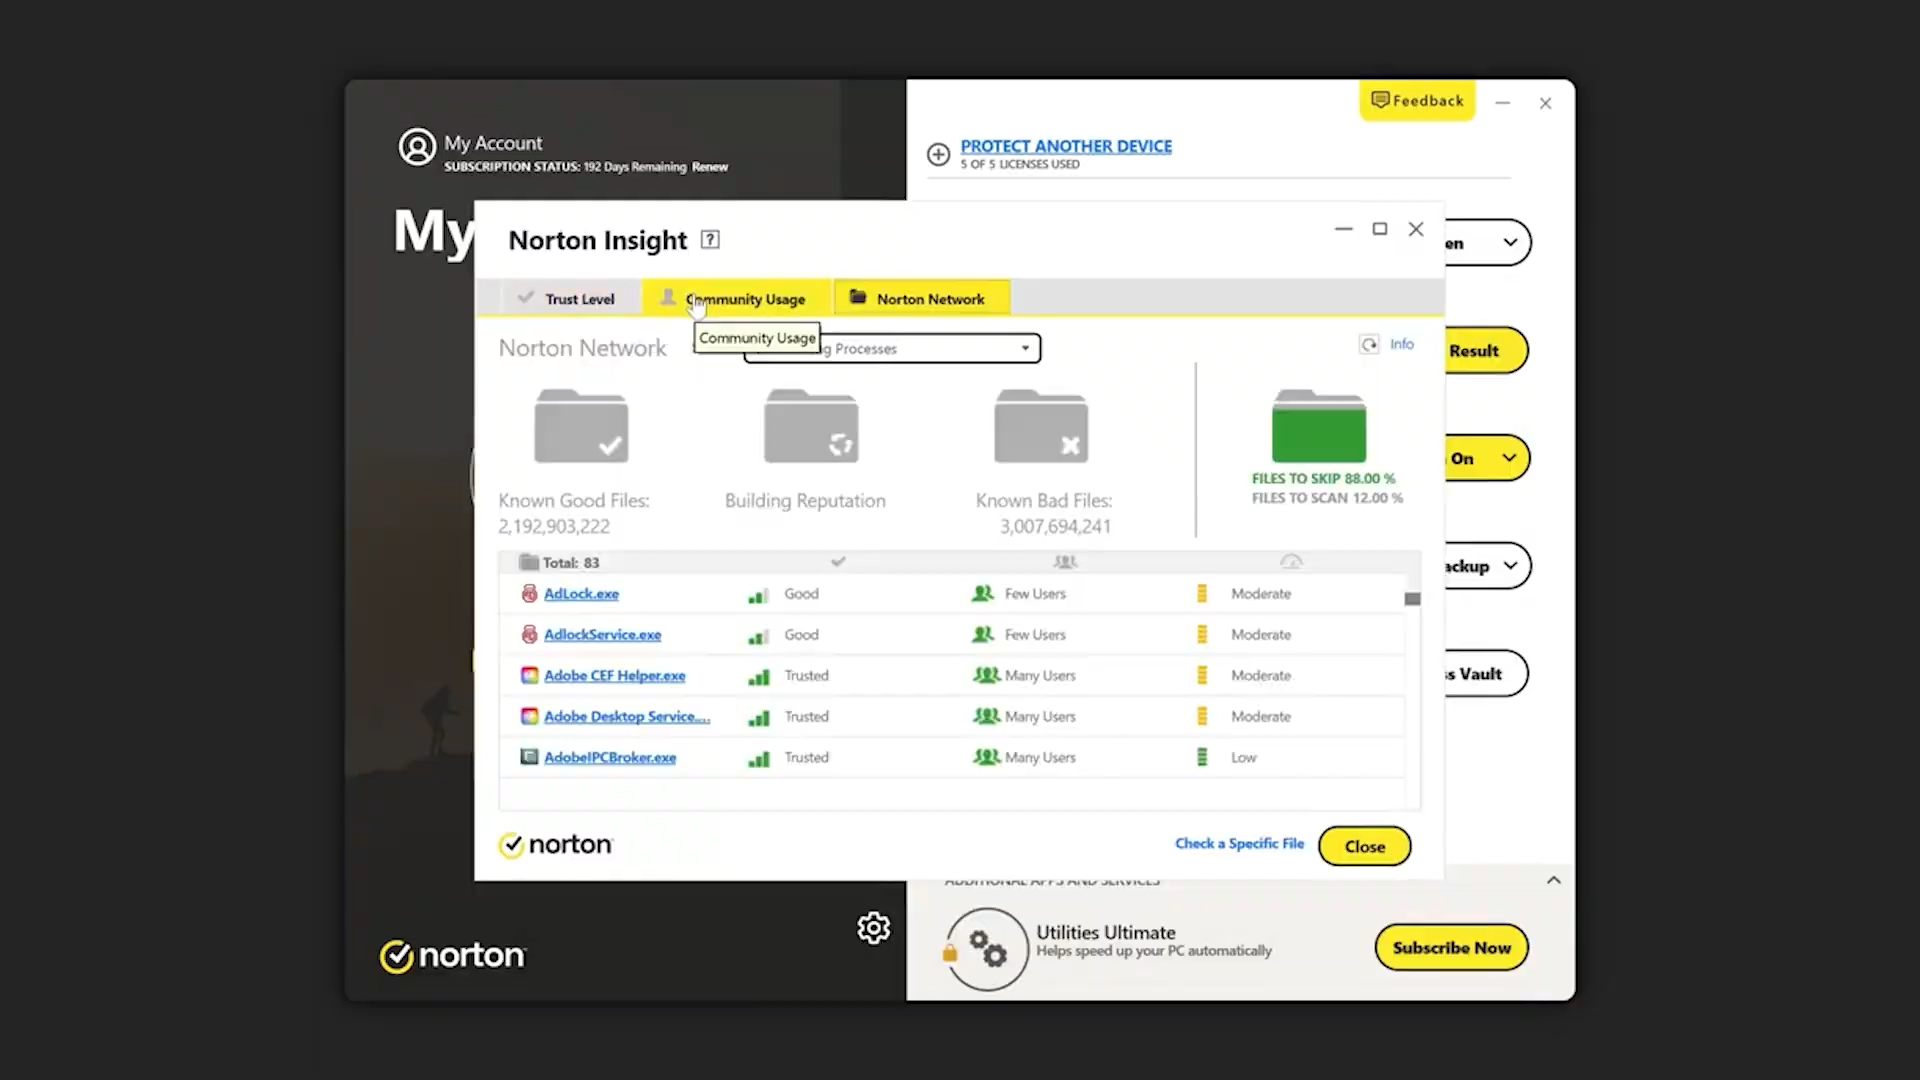 Feedback
My Account
SUBSCRIPTION STATUS: 192 Days Remaining Renew
PROTECT ANOTHER DEVICE
5 OF 5 LICENSES USED
My
Norton Insight ?
en
Trust Level
Community Usage
Norton Network
Community Usage
Norton Network
g Processes
Info
Result
FILES TO SKIP 88.00 %
FILES TO SCAN 12.00 %
On
Known Good Files:
2,192,903,222
Building Reputation
Known Bad Files:
3,007,694,241
Total: 83
AdLock.exe Good Few Users Moderate
AdlockService.exe Good Few Users Moderate
Adobe CEF Helper.exe Trusted Many Users Moderate
Adobe Desktop Service.... Trusted Many Users Moderate
AdobeIPCBroker.exe Trusted Many Users Low
ackup
s Vault
norton
Check a Specific File
Close
ADDITIONAL APPS AND SERVICES
Utilities Ultimate
Helps speed up your PC automatically
Subscribe Now
norton